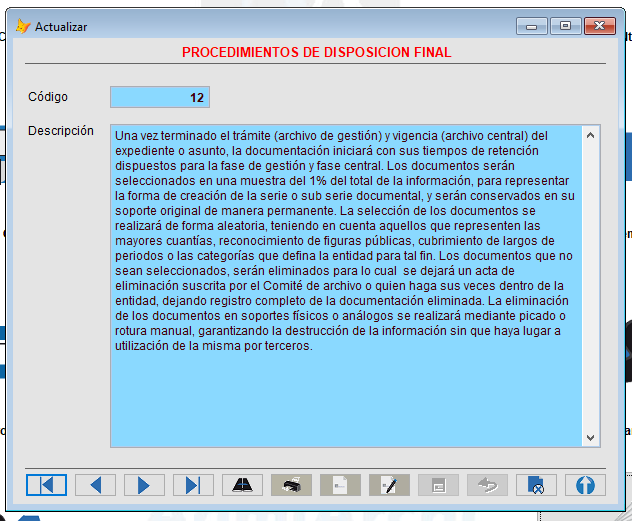 Actualizar
PROCEDIMIENTOS DE DISPOSICION FINAL
Código
12
Descripción
Una vez terminado el trámite (archivo de gestión) y vigencia (archivo central) del
expediente o asunto, la documentación iniciará con sus tiempos de retención
dispuestos para la fase de gestión y fase central. Los documentos serán
seleccionados en una muestra del 1% del total de la información, para representar
la forma de creación de la serie o sub serie documental, y serán conservados en su
soporte original de manera permanente. La selección de los documentos se
realizará de forma aleatoria, teniendo en cuenta aquellos que representen las
mayores cuantías, reconocimiento de figuras públicas, cubrimiento de largos de
periodos o las categorías que defina la entidad para tal fin. Los documentos que no
sean seleccionados, serán eliminados para lo cual  se dejará un acta de
eliminación suscrita por el Comité de archivo o quien haga sus veces dentro de la
entidad, dejando registro completo de la documentación eliminada. La eliminación
de los documentos en soportes físicos o análogos se realizará mediante picado o
rotura manual, garantizando la destrucción de la información sin que haya lugar a
utilización de la misma por terceros.